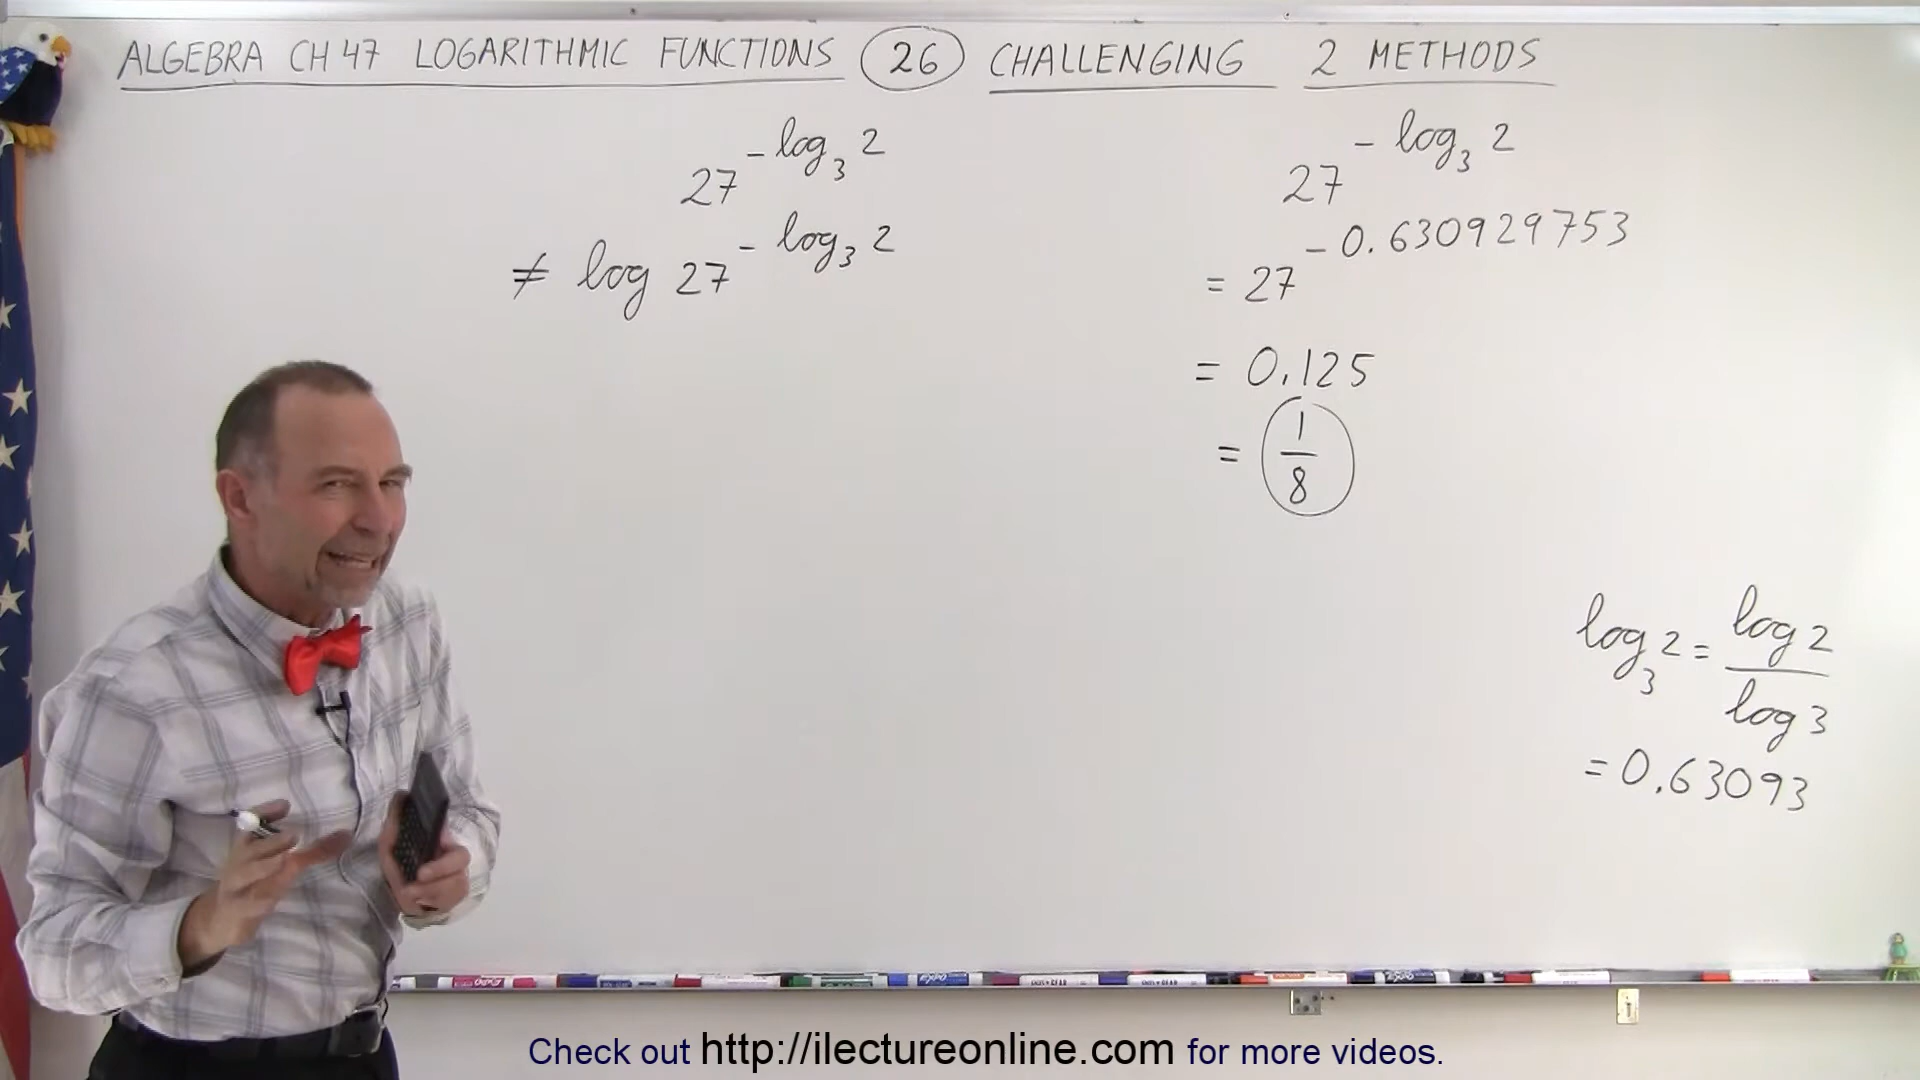 ALGEBRA CH 47 LOGARITHMIC FUNCTIONS 26 CHALLENGING 2 METHODS
27^{-log_3 2}
≠ log 27^{-log_3 2}
27^{-log_3 2}
= 27^{-0.630929753}
= 0.125
= 1/8
log_3 2 = log 2 / log 3
= 0.63093
Check out http://ilectureonline.com for more videos.